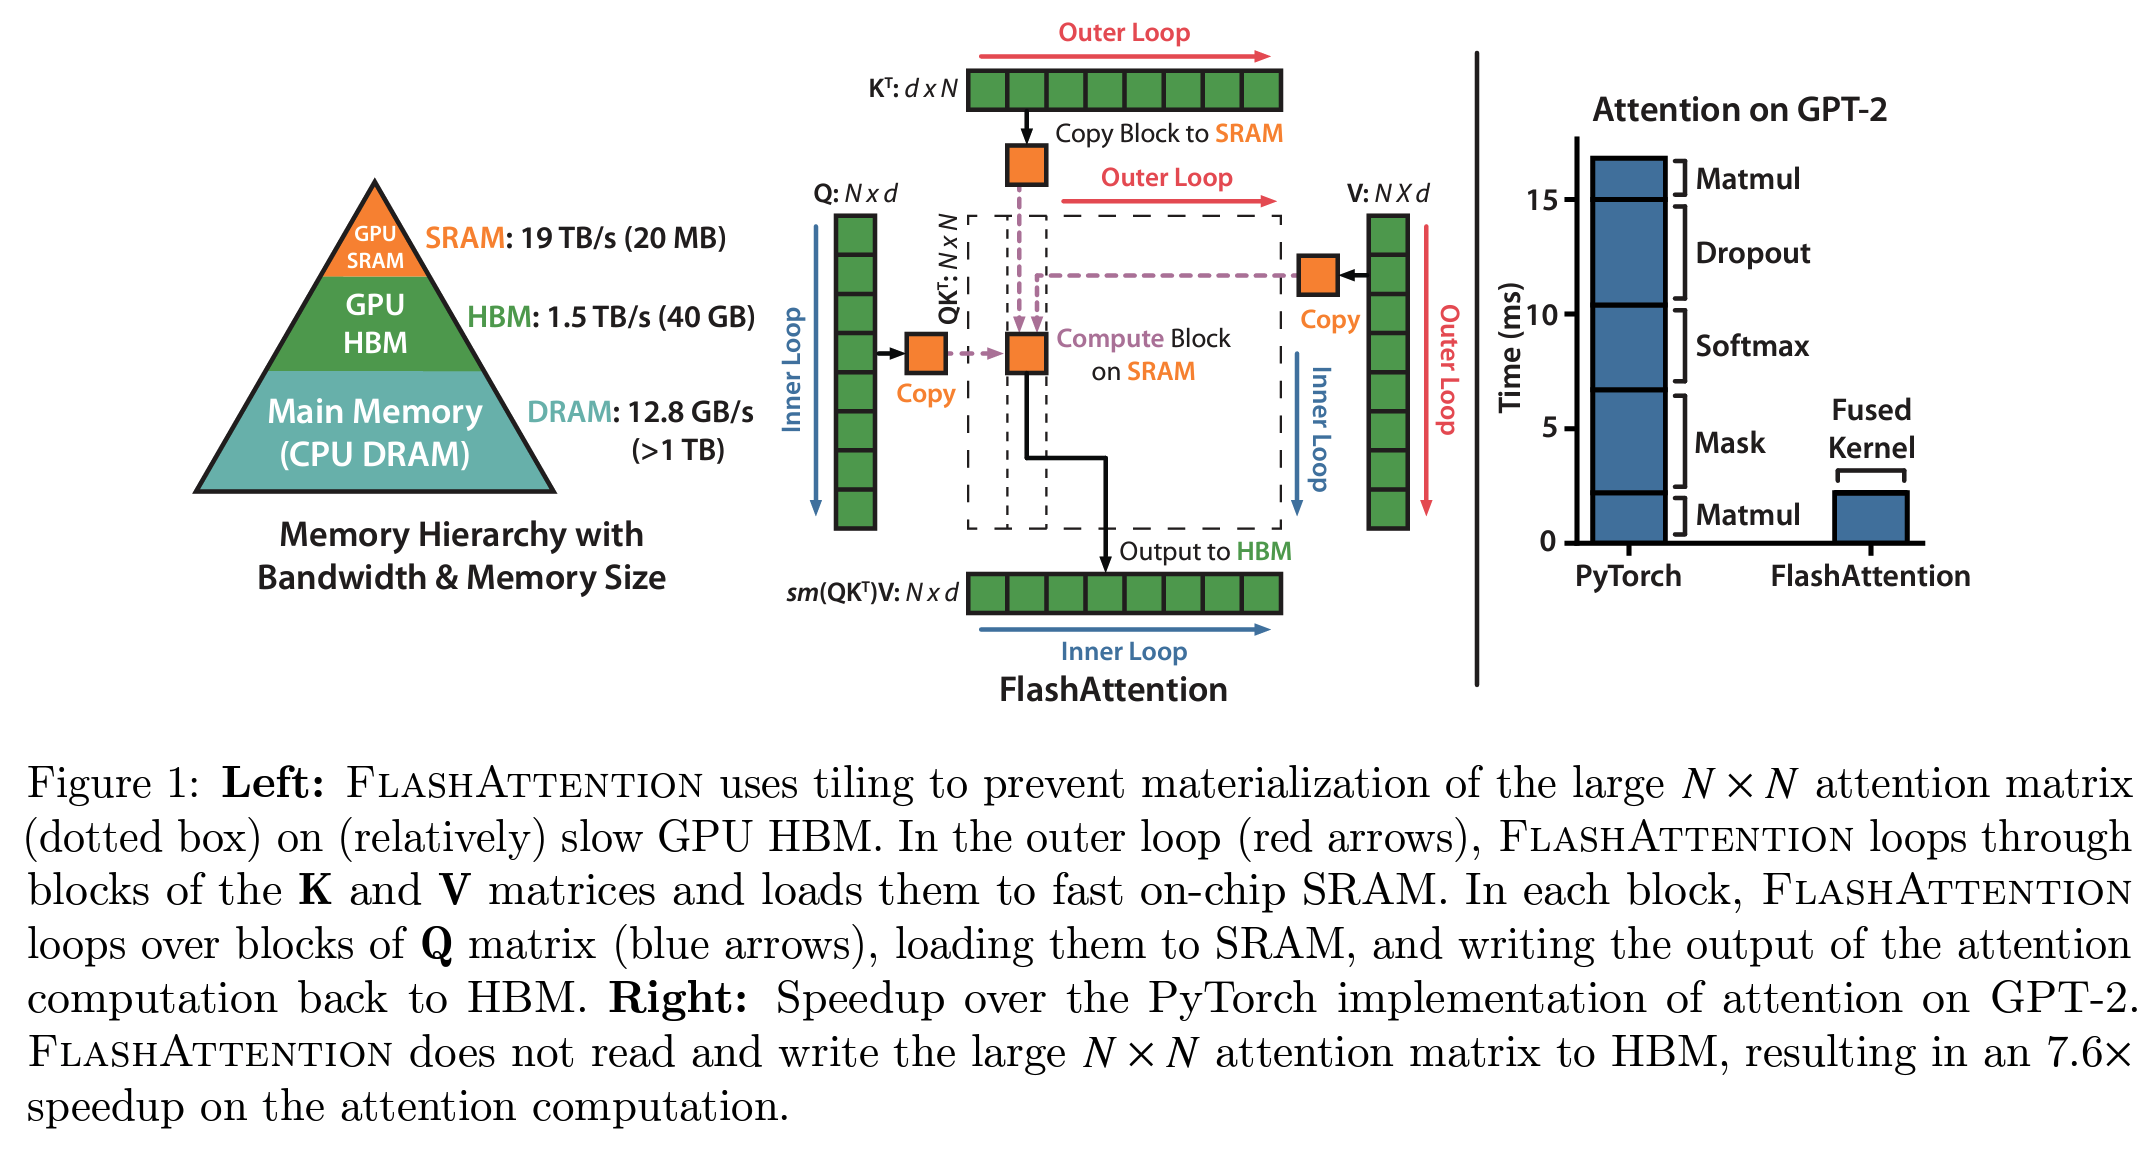 GPU
SRAM
SRAM: 19 TB/s (20 MB)
GPU
HBM
HBM: 1.5 TB/s (40 GB)
Main Memory
(CPU DRAM)
DRAM: 12.8 GB/s
(>1 TB)
Memory Hierarchy with
Bandwidth & Memory Size
Outer Loop
Kᵀ: d x N
Copy Block to SRAM
Outer Loop
Q: N x d
V: N X d
QKᵀ: N x N
Inner Loop
Copy
Compute Block
on SRAM
Copy
Inner Loop
Outer Loop
Output to HBM
sm(QKᵀ)V: N x d
Inner Loop
FlashAttention
Attention on GPT-2
Time (ms)
15
10
5
0
Matmul
Dropout
Softmax
Mask
Matmul
Fused
Kernel
PyTorch
FlashAttention
Figure 1: Left: FLASHATTENTION uses tiling to prevent materialization of the large N × N attention matrix
(dotted box) on (relatively) slow GPU HBM. In the outer loop (red arrows), FLASHATTENTION loops through
blocks of the K and V matrices and loads them to fast on-chip SRAM. In each block, FLASHATTENTION
loops over blocks of Q matrix (blue arrows), loading them to SRAM, and writing the output of the attention
computation back to HBM. Right: Speedup over the PyTorch implementation of attention on GPT-2.
FLASHATTENTION does not read and write the large N × N attention matrix to HBM, resulting in an 7.6×
speedup on the attention computation.